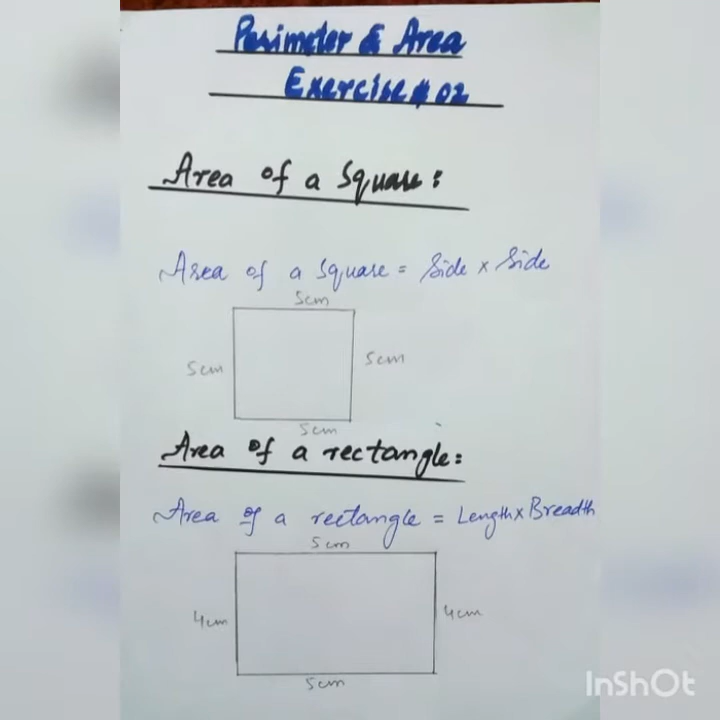 Perimeter & Area
Exercise # 02
Area of a Square:
Area of a Square = Side x Side
5cm
5cm
5cm
5cm
Area of a rectangle:
Area of a rectangle = Length x Breadth
5cm
4cm
4cm
5cm
InShOt